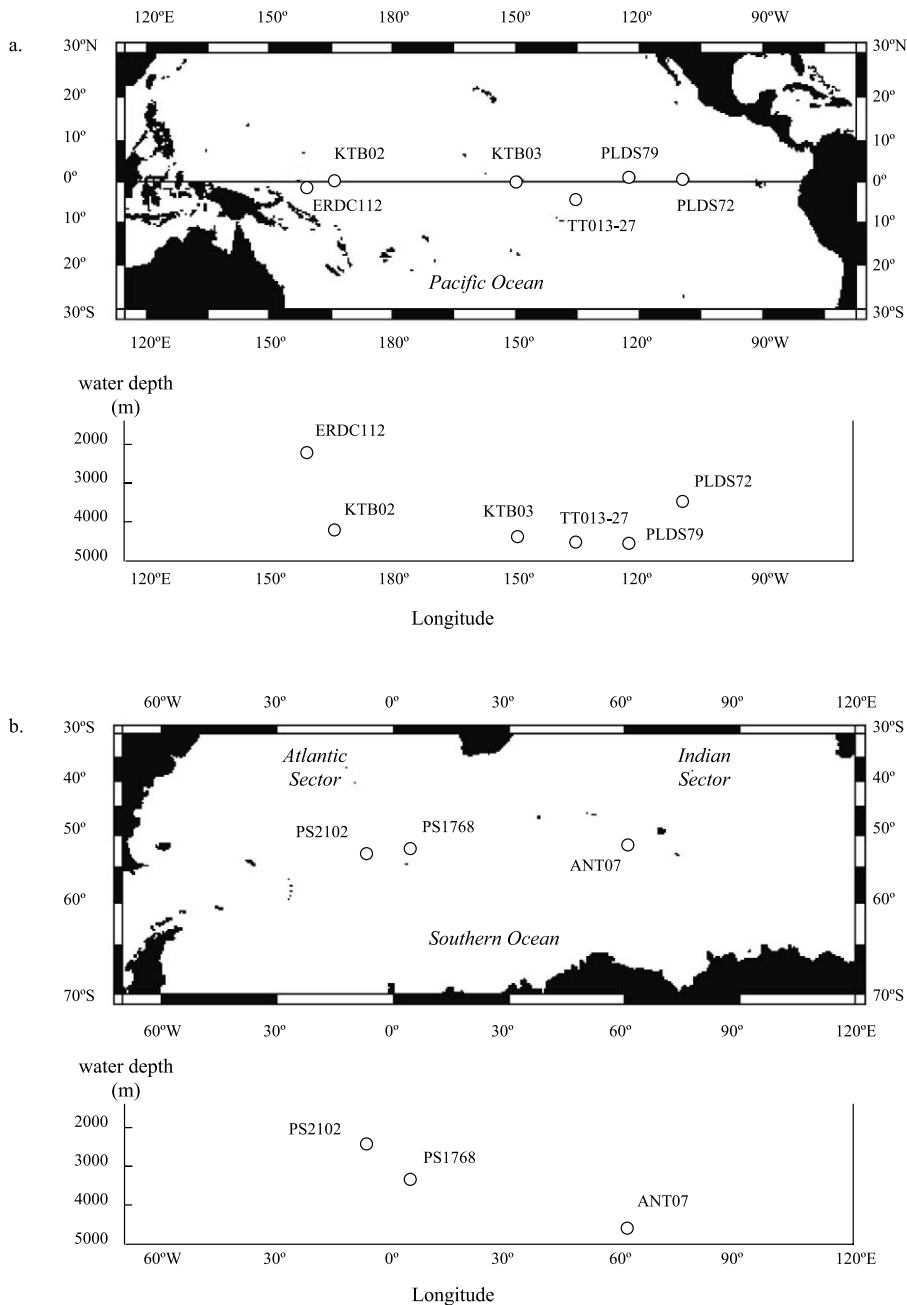 120ºE 150º 180º 150º 120º 90ºW
a.
30ºN 30ºN
20º 20º
10º 10º
KTB02 KTB03 PLDS79
0º 0º
ERDC112 PLDS72
TT013-27
10º 10º
20º 20º
Pacific Ocean
30ºS 30ºS
120ºE 150º 180º 150º 120º 90ºW
water depth
(m)
ERDC112
2000
3000
PLDS72
4000
KTB02 KTB03 TT013-27
PLDS79
5000
120ºE 150º 180º 150º 120º 90ºW
Longitude
60ºW 30º 0º 30º 60º 90º 120ºE
b.
30ºS 30ºS
Atlantic Indian
Sector Sector
40º 40º
PS2102 PS1768
50º 50º
ANT07
60º 60º
Southern Ocean
70ºS 70ºS
60ºW 30º 0º 30º 60º 90º 120ºE
water depth
(m)
2000
PS2102
PS1768
3000
ANT07
4000
5000
60ºW 30º 0º 30º 60º 90º 120ºE
Longitude